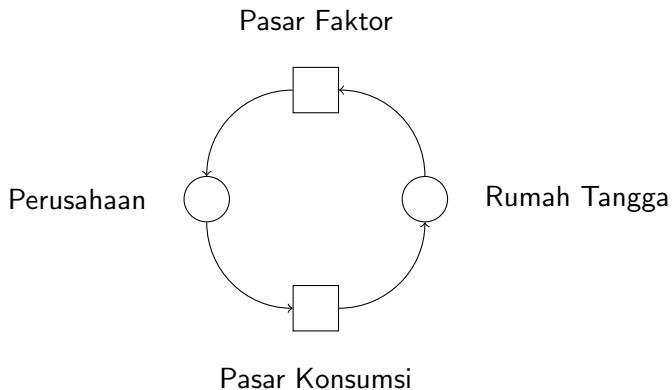 Pasar Faktor
Perusahaan
Rumah Tangga
Pasar Konsumsi